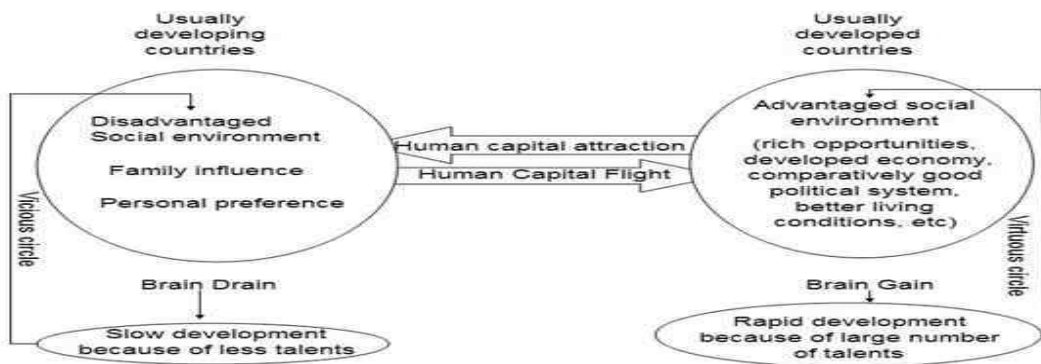 Usually
developing
countries
Usually
developed
countries
Disadvantaged
Social environment
Family influence
Personal preference
Human capital attraction
Human Capital Flight
Advantaged social
environment
(rich opportunities,
developed economy,
comparatively good
political system,
better living
conditions, etc)
Vicious circle
Virtuous circle
Brain Drain
Slow development
because of less talents
Brain Gain
Rapid development
because of large number
of talents